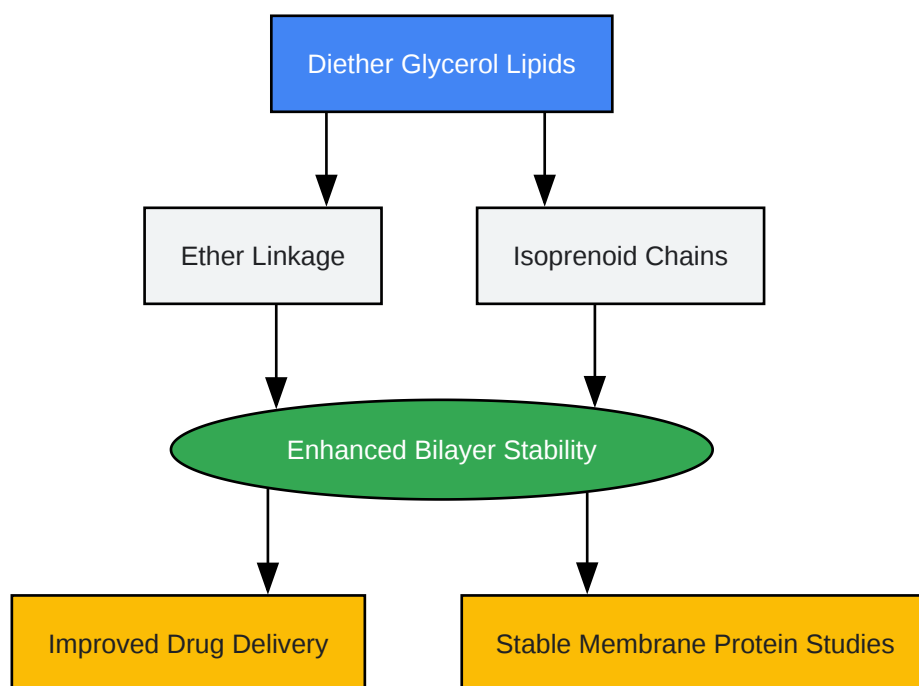 Diether Glycerol Lipids
Ether Linkage
Isoprenoid Chains
Enhanced Bilayer Stability
Improved Drug Delivery
Stable Membrane Protein Studies